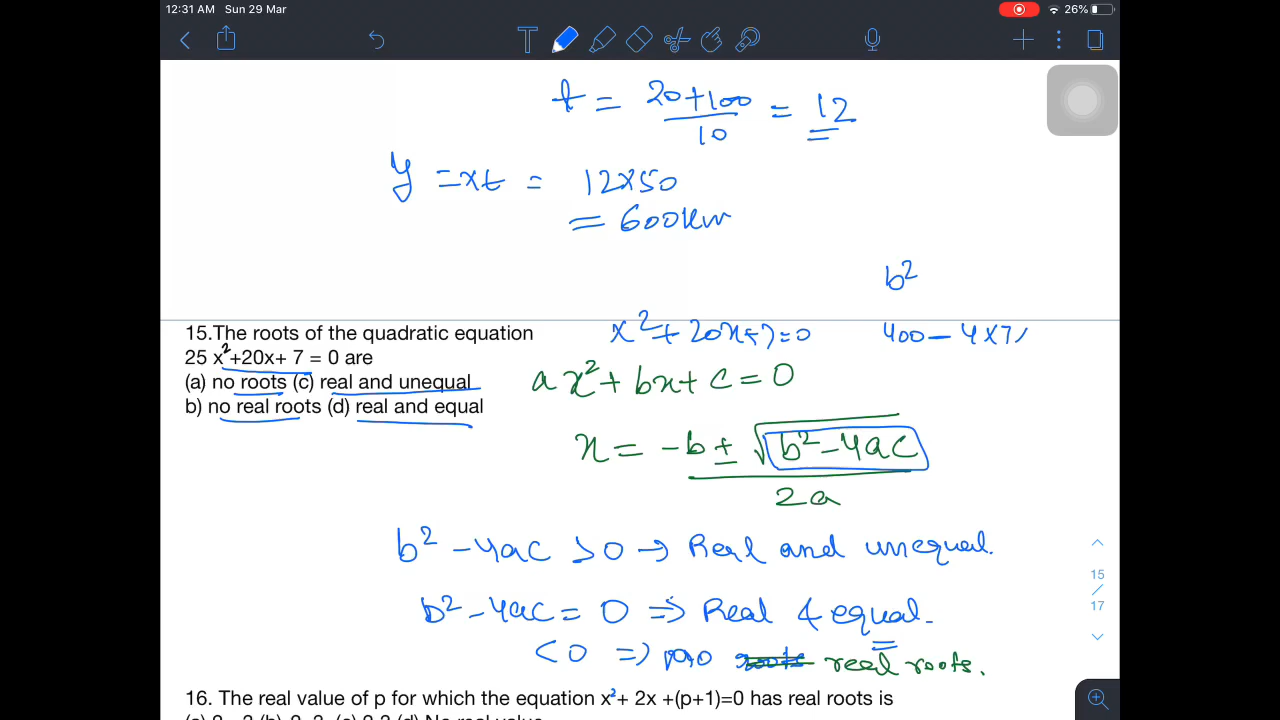 12:31 AM Sun 29 Mar 26%
t = 20+100 / 10 = 12
y = xt = 12x50
= 600km
b²
15.The roots of the quadratic equation
25 x²+20x+ 7 = 0 are
(a) no roots (c) real and unequal
b) no real roots (d) real and equal
x²+ 20x+7=0 400 - 4x7
ax²+bx+c=0
x = -b ± √b²-4ac / 2a
b² -4ac >0 → Real and unequal.
b² -4ac = 0 ⇒ Real & equal.
<0 ⇒ no roots real roots.
15
/
17
16. The real value of p for which the equation x²+ 2x +(p+1)=0 has real roots is